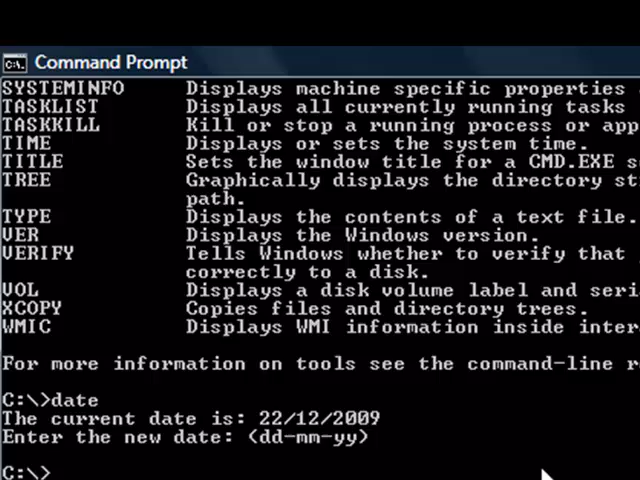 C:\. Command Prompt
SYSTEMINFO Displays machine specific properties
TASKLIST Displays all currently running tasks
TASKKILL Kill or stop a running process or app
TIME Displays or sets the system time.
TITLE Sets the window title for a CMD.EXE s
TREE Graphically displays the directory st
path.
TYPE Displays the contents of a text file.
VER Displays the Windows version.
VERIFY Tells Windows whether to verify that
correctly to a disk.
VOL Displays a disk volume label and seri
XCOPY Copies files and directory trees.
WMIC Displays WMI information inside inter
For more information on tools see the command-line r
C:\>date
The current date is: 22/12/2009
Enter the new date: (dd-mm-yy)
C:\>